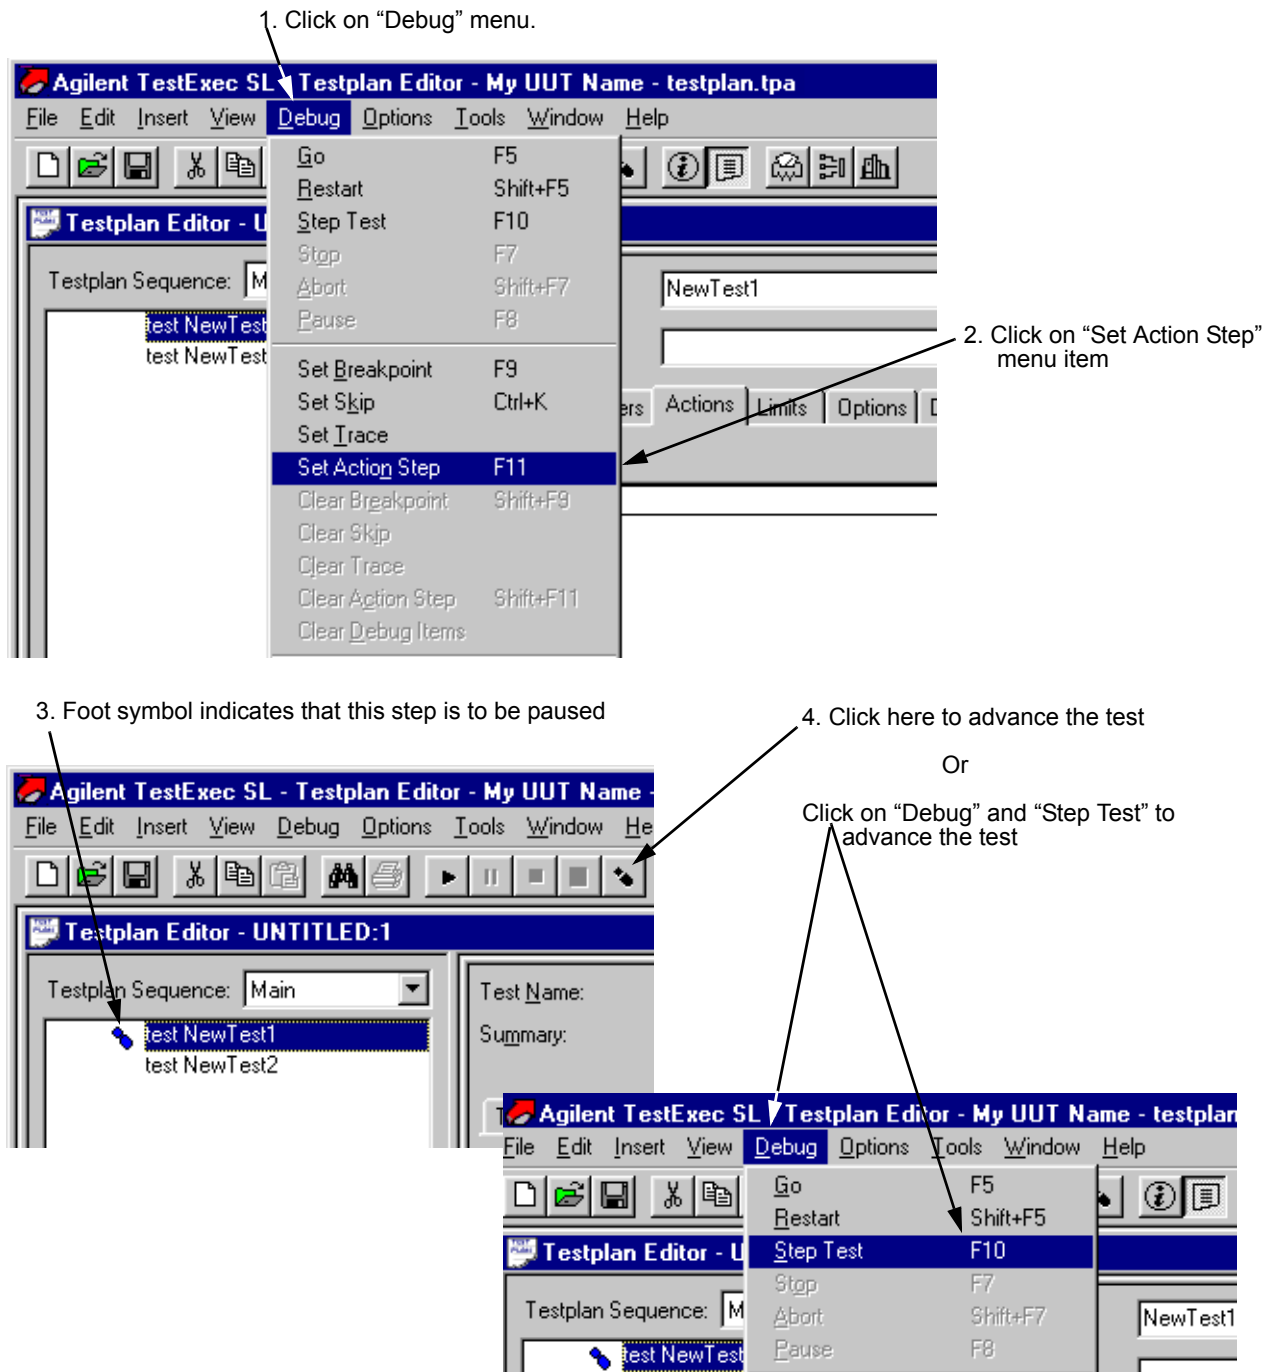 1. Click on “Debug” menu.
Agilent TestExec SL - Testplan Editor - My UUT Name - testplan.tpa
File Edit Insert View Debug Options Tools Window Help
Go F5
Restart Shift+F5
Step Test F10
Stop F7
Abort Shift+F7
Pause F8
Set Breakpoint F9
Set Skip Ctrl+K
Set Trace
Set Action Step F11
Clear Breakpoint Shift+F9
Clear Skip
Clear Trace
Clear Action Step Shift+F11
Clear Debug Items
Testplan Editor - U
Testplan Sequence: M
test NewTest
test NewTest
NewTest1
ers Actions Limits Options D
2. Click on “Set Action Step”
menu item
3. Foot symbol indicates that this step is to be paused
4. Click here to advance the test
Or
Click on “Debug” and “Step Test” to
advance the test
Agilent TestExec SL - Testplan Editor - My UUT Name -
File Edit Insert View Debug Options Tools Window He
Testplan Editor - UNTITLED:1
Testplan Sequence: Main
test NewTest1
test NewTest2
Test Name:
Summary:
T
Agilent TestExec SL - Testplan Editor - My UUT Name - testplan
File Edit Insert View Debug Options Tools Window Help
Go F5
Restart Shift+F5
Step Test F10
Stop F7
Abort Shift+F7
Pause F8
Testplan Editor - U
Testplan Sequence: M
test NewTest
NewTest1